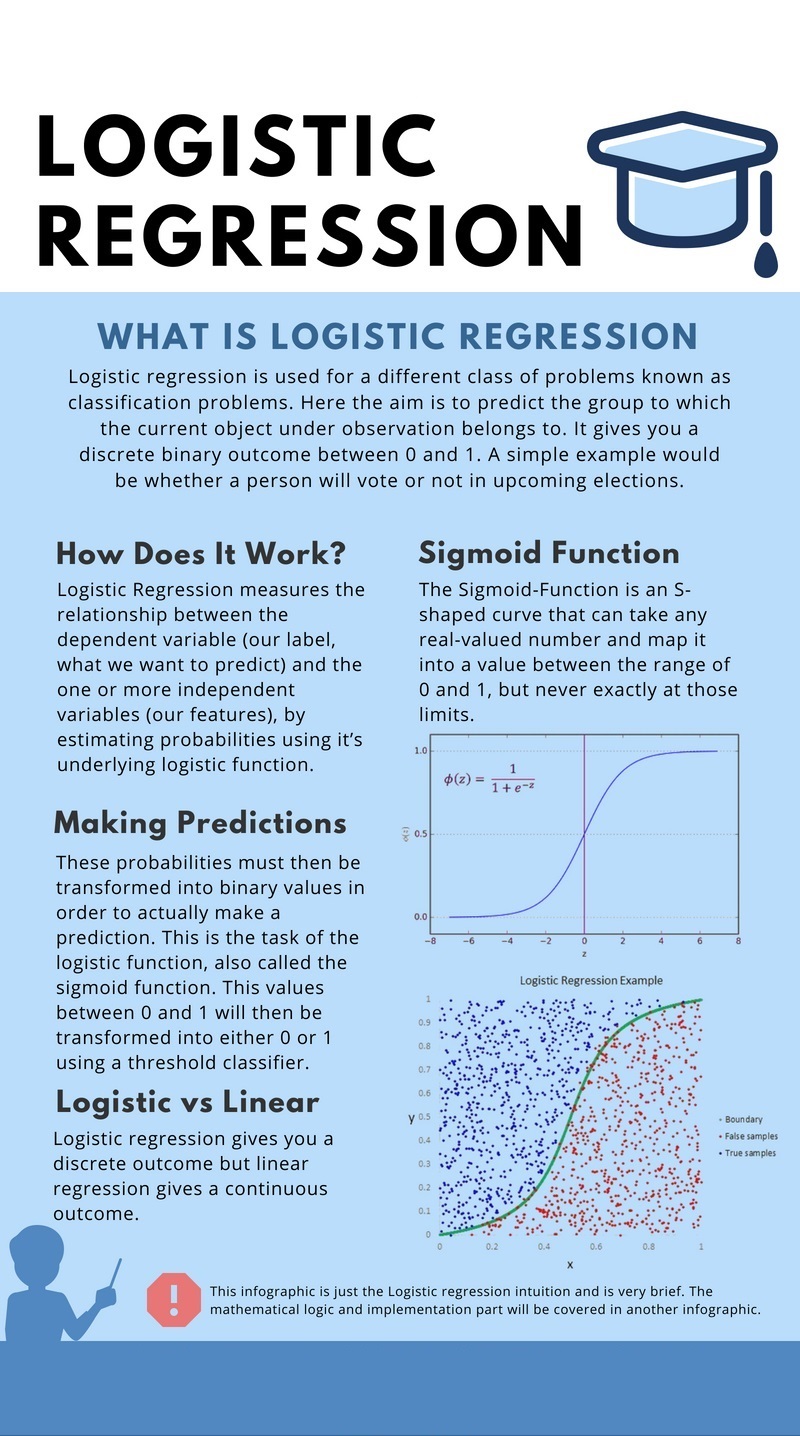 LOGISTIC
REGRESSION
WHAT IS LOGISTIC REGRESSION
Logistic regression is used for a different class of problems known as
classification problems. Here the aim is to predict the group to which
the current object under observation belongs to. It gives you a
discrete binary outcome between 0 and 1. A simple example would
be whether a person will vote or not in upcoming elections.
How Does It Work?
Logistic Regression measures the
relationship between the
dependent variable (our label,
what we want to predict) and the
one or more independent
variables (our features), by
estimating probabilities using it’s
underlying logistic function.
Making Predictions
These probabilities must then be
transformed into binary values in
order to actually make a
prediction. This is the task of the
logistic function, also called the
sigmoid function. This values
between 0 and 1 will then be
transformed into either 0 or 1
using a threshold classifier.
Logistic vs Linear
Logistic regression gives you a
discrete outcome but linear
regression gives a continuous
outcome.
Sigmoid Function
The Sigmoid-Function is an S-
shaped curve that can take any
real-valued number and map it
into a value between the range of
0 and 1, but never exactly at those
limits.
1.0
ϕ(z) = 1 / 1 + e^−z
ϕ(z)
0.5
0.0
−8 −6 −4 −2 0 2 4 6 8
z
Logistic Regression Example
1
0.9
0.8
0.7
0.6
y 0.5
0.4
0.3
0.2
0.1
0
0 0.2 0.4 0.6 0.8 1
x
Boundary
False samples
True samples
This infographic is just the Logistic regression intuition and is very brief. The
mathematical logic and implementation part will be covered in another infographic.